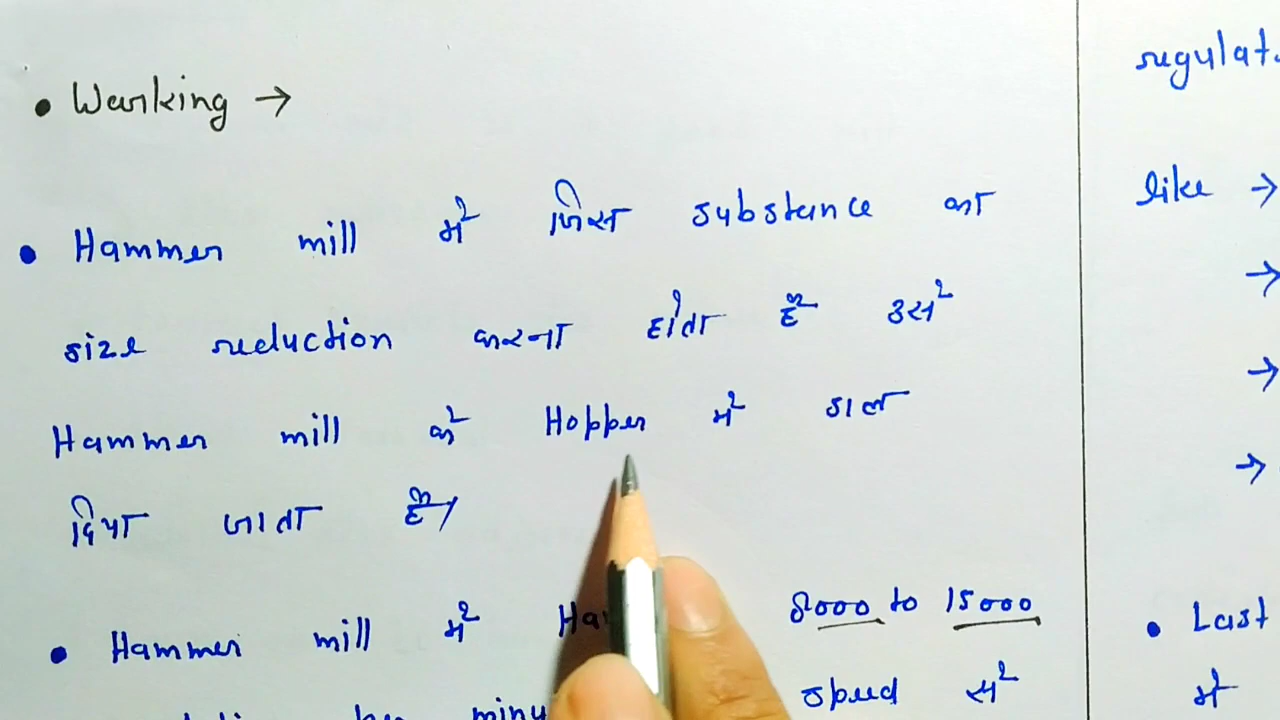 • Working →
• Hammer mill में जिस substance का
size reduction करना होता है उसे
Hammer mill के Hopper में डाल
दिया जाता है।
• Hammer mill में 8000 to 15000
per speed से
regulat
like →
→
→
→
• Last
में